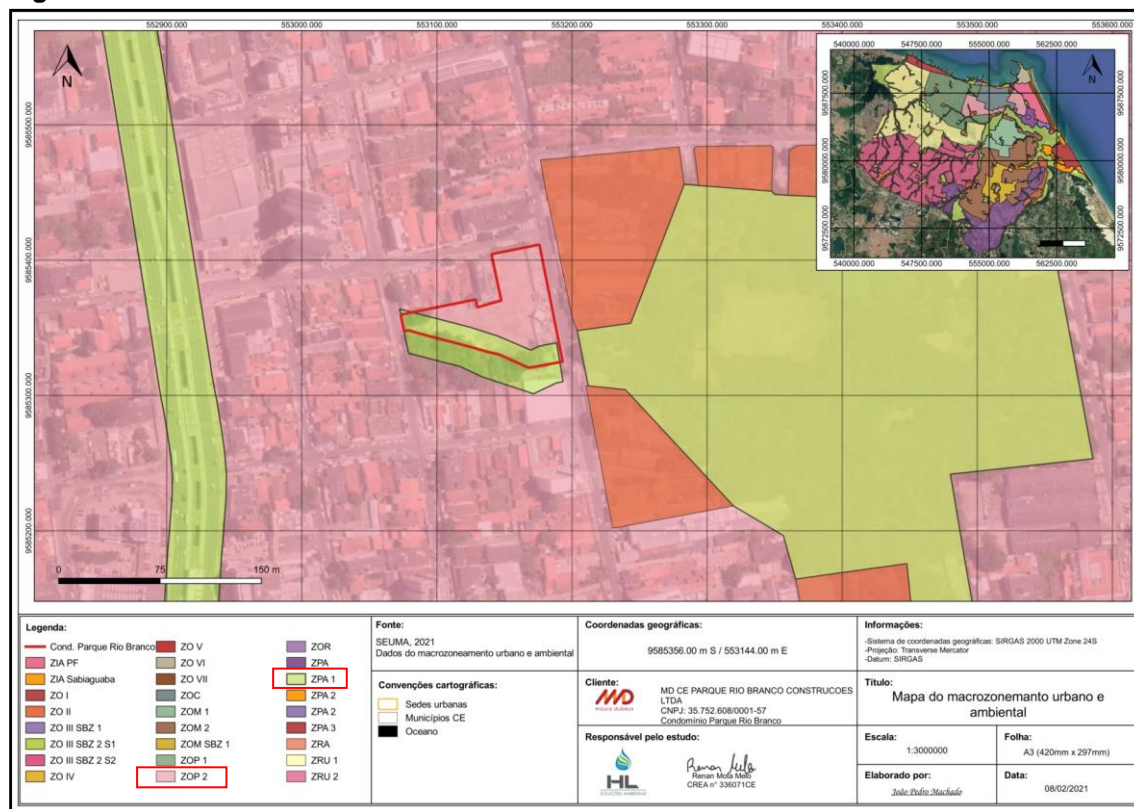 552900.000 553000.000 553100.000 553200.000 553300.000 553400.000 553500.000 553600.000
540000.000 547500.000 555000.000 562500.000
N
N
9587500.000
9580000.000
9572500.000
9587500.000
9580000.000
9572500.000
540000.000 547500.000 555000.000 562500.000
9585500.000
9585400.000
9585300.000
9585200.000
0 75 150 m
Legenda:
Cond. Parque Rio Branco
ZIA PF
ZIA Sabiaguaba
ZO I
ZO II
ZO III SBZ 1
ZO III SBZ 2 S1
ZO III SBZ 2 S2
ZO IV
ZO V
ZO VI
ZO VII
ZOC
ZOM 1
ZOM 2
ZOM SBZ 1
ZOP 1
ZOP 2
ZOR
ZPA
ZPA 1
ZPA 2
ZPA 2
ZPA 3
ZRA
ZRU 1
ZRU 2
Fonte:
SEUMA, 2021
Dados do macrozoneamento urbano e ambiental
Convenções cartográficas:
Sedes urbanas
Municípios CE
Oceano
Coordenadas geográficas:
9585356.00 m S / 553144.00 m E
Cliente:
moura dubeux
MD CE PARQUE RIO BRANCO CONSTRUCOES
LTDA
CNPJ: 35.752.608/0001-57
Condomínio Parque Rio Branco
Responsável pelo estudo:
HL
SOLUÇÕES AMBIENTAIS
Renan Mota Melo
CREA n° 336071CE
Informações:
-Sistema de coordenadas geográficas: SIRGAS 2000 UTM Zone 24S
-Projeção: Transverse Mercator
-Datum: SIRGAS
Título:
Mapa do macrozonemanto urbano e
ambiental
Escala:
1:3000000
Folha:
A3 (420mm x 297mm)
Elaborado por:
João Pedro Machado
Data:
08/02/2021